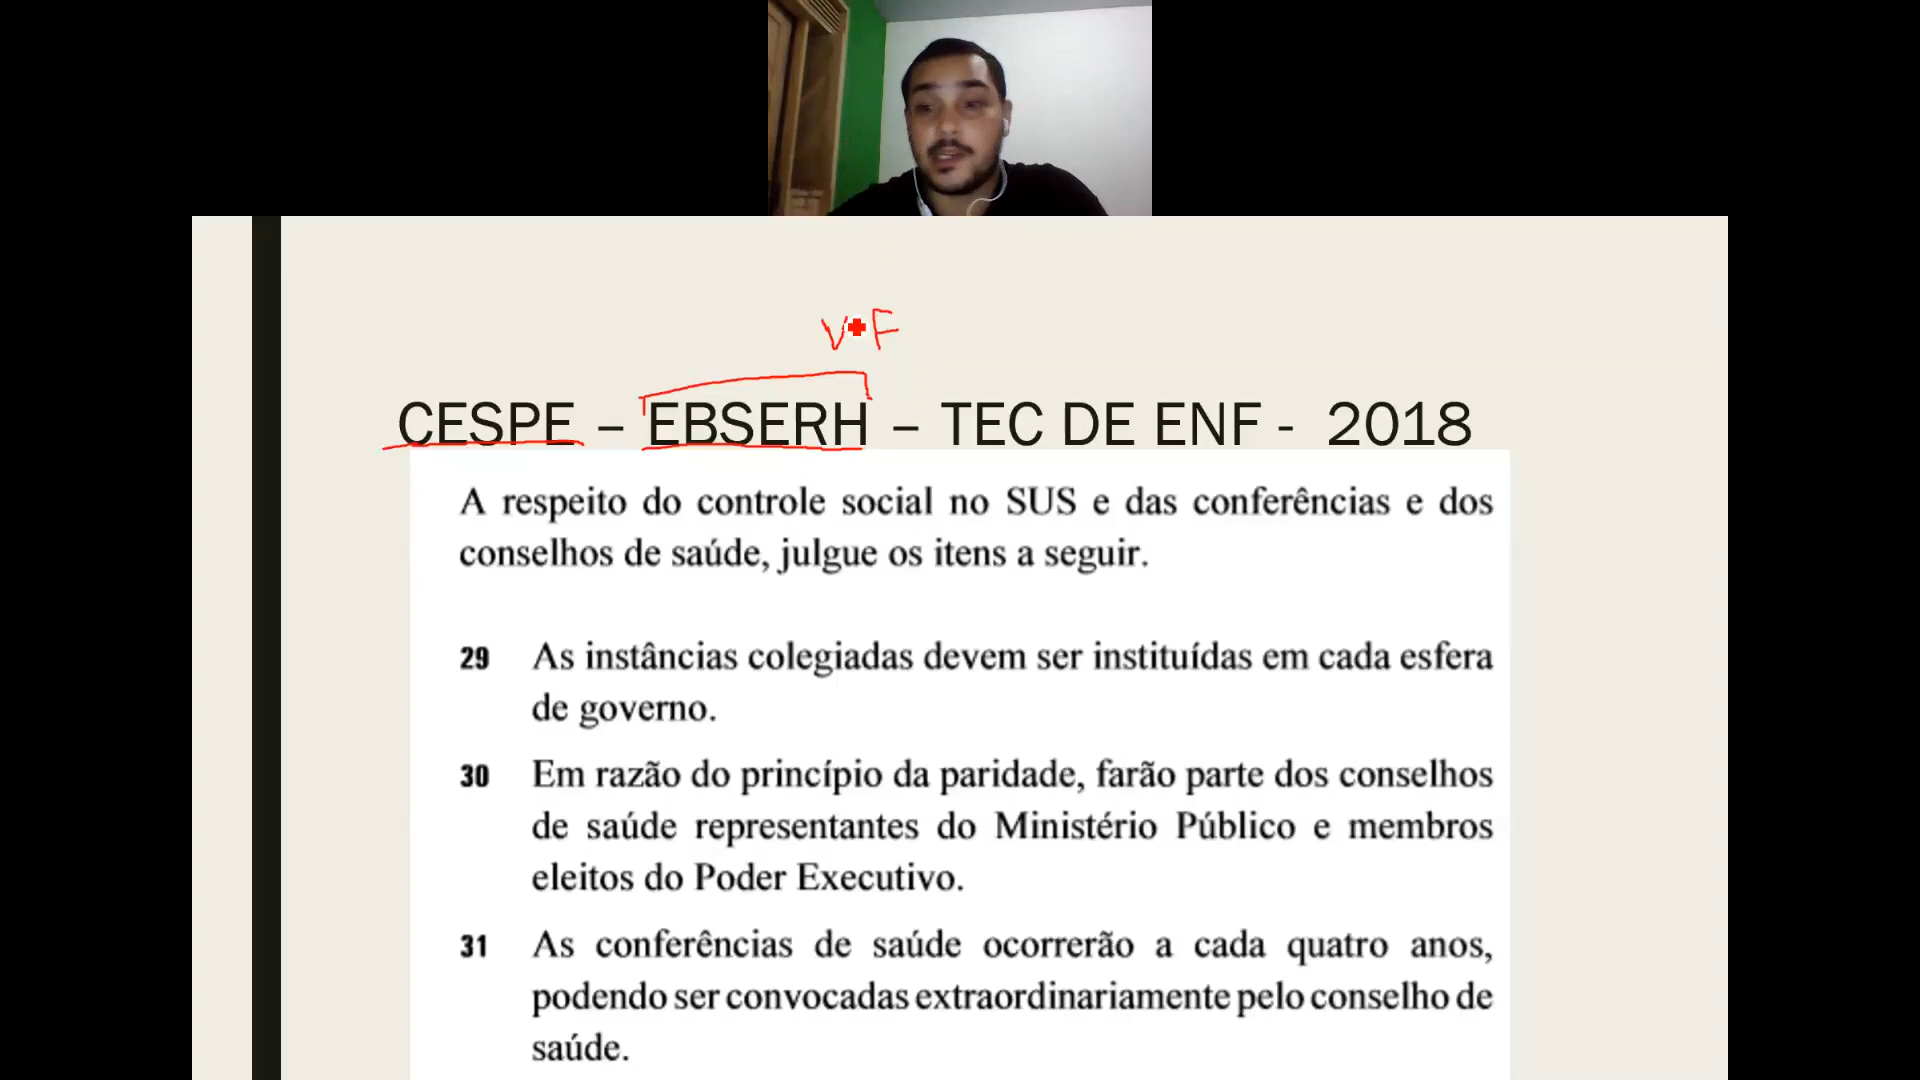 V F
CESPE – EBSERH – TEC DE ENF - 2018
A respeito do controle social no SUS e das conferências e dos
conselhos de saúde, julgue os itens a seguir.
29 As instâncias colegiadas devem ser instituídas em cada esfera
de governo.
30 Em razão do princípio da paridade, farão parte dos conselhos
de saúde representantes do Ministério Público e membros
eleitos do Poder Executivo.
31 As conferências de saúde ocorrerão a cada quatro anos,
podendo ser convocadas extraordinariamente pelo conselho de
saúde.